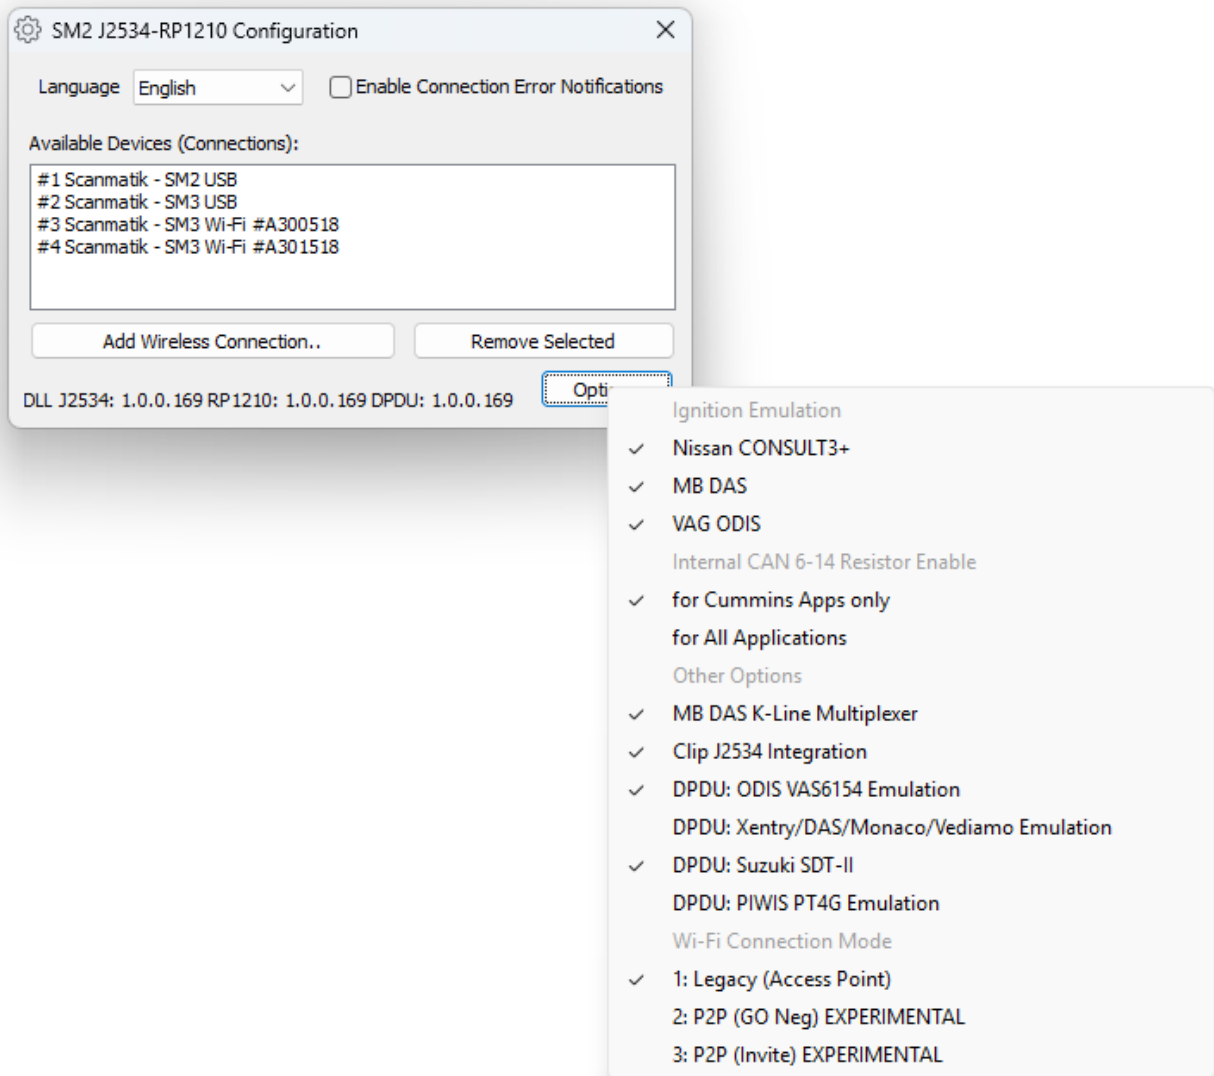 SM2 J2534-RP1210 Configuration
Language English Enable Connection Error Notifications
Available Devices (Connections):
#1 Scanmatik - SM2 USB
#2 Scanmatik - SM3 USB
#3 Scanmatik - SM3 Wi-Fi #A300518
#4 Scanmatik - SM3 Wi-Fi #A301518
Add Wireless Connection.. Remove Selected
DLL J2534: 1.0.0.169 RP1210: 1.0.0.169 DPDU: 1.0.0.169
Ignition Emulation
Nissan CONSULT3+
MB DAS
VAG ODIS
Internal CAN 6-14 Resistor Enable
for Cummins Apps only
for All Applications
Other Options
MB DAS K-Line Multiplexer
Clip J2534 Integration
DPDU: ODIS VAS6154 Emulation
DPDU: Xentry/DAS/Monaco/Vediamo Emulation
DPDU: Suzuki SDT-II
DPDU: PIWIS PT4G Emulation
Wi-Fi Connection Mode
1: Legacy (Access Point)
2: P2P (GO Neg) EXPERIMENTAL
3: P2P (Invite) EXPERIMENTAL